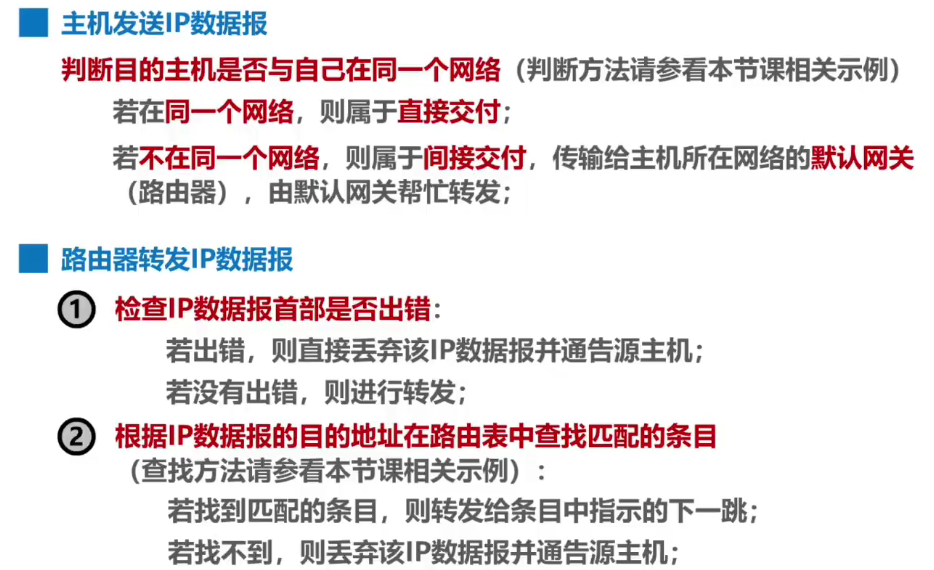 主机发送IP数据报
判断目的主机是否与自己在同一个网络（判断方法请参看本节课相关示例）
若在同一个网络，则属于直接交付；
若不在同一个网络，则属于间接交付，传输给主机所在网络的默认网关
（路由器），由默认网关帮忙转发；
路由器转发IP数据报
① 检查IP数据报首部是否出错：
若出错，则直接丢弃该IP数据报并通告源主机；
若没有出错，则进行转发；
② 根据IP数据报的目的地址在路由表中查找匹配的条目
（查找方法请参看本节课相关示例）：
若找到匹配的条目，则转发给条目中指示的下一跳；
若找不到，则丢弃该IP数据报并通告源主机；